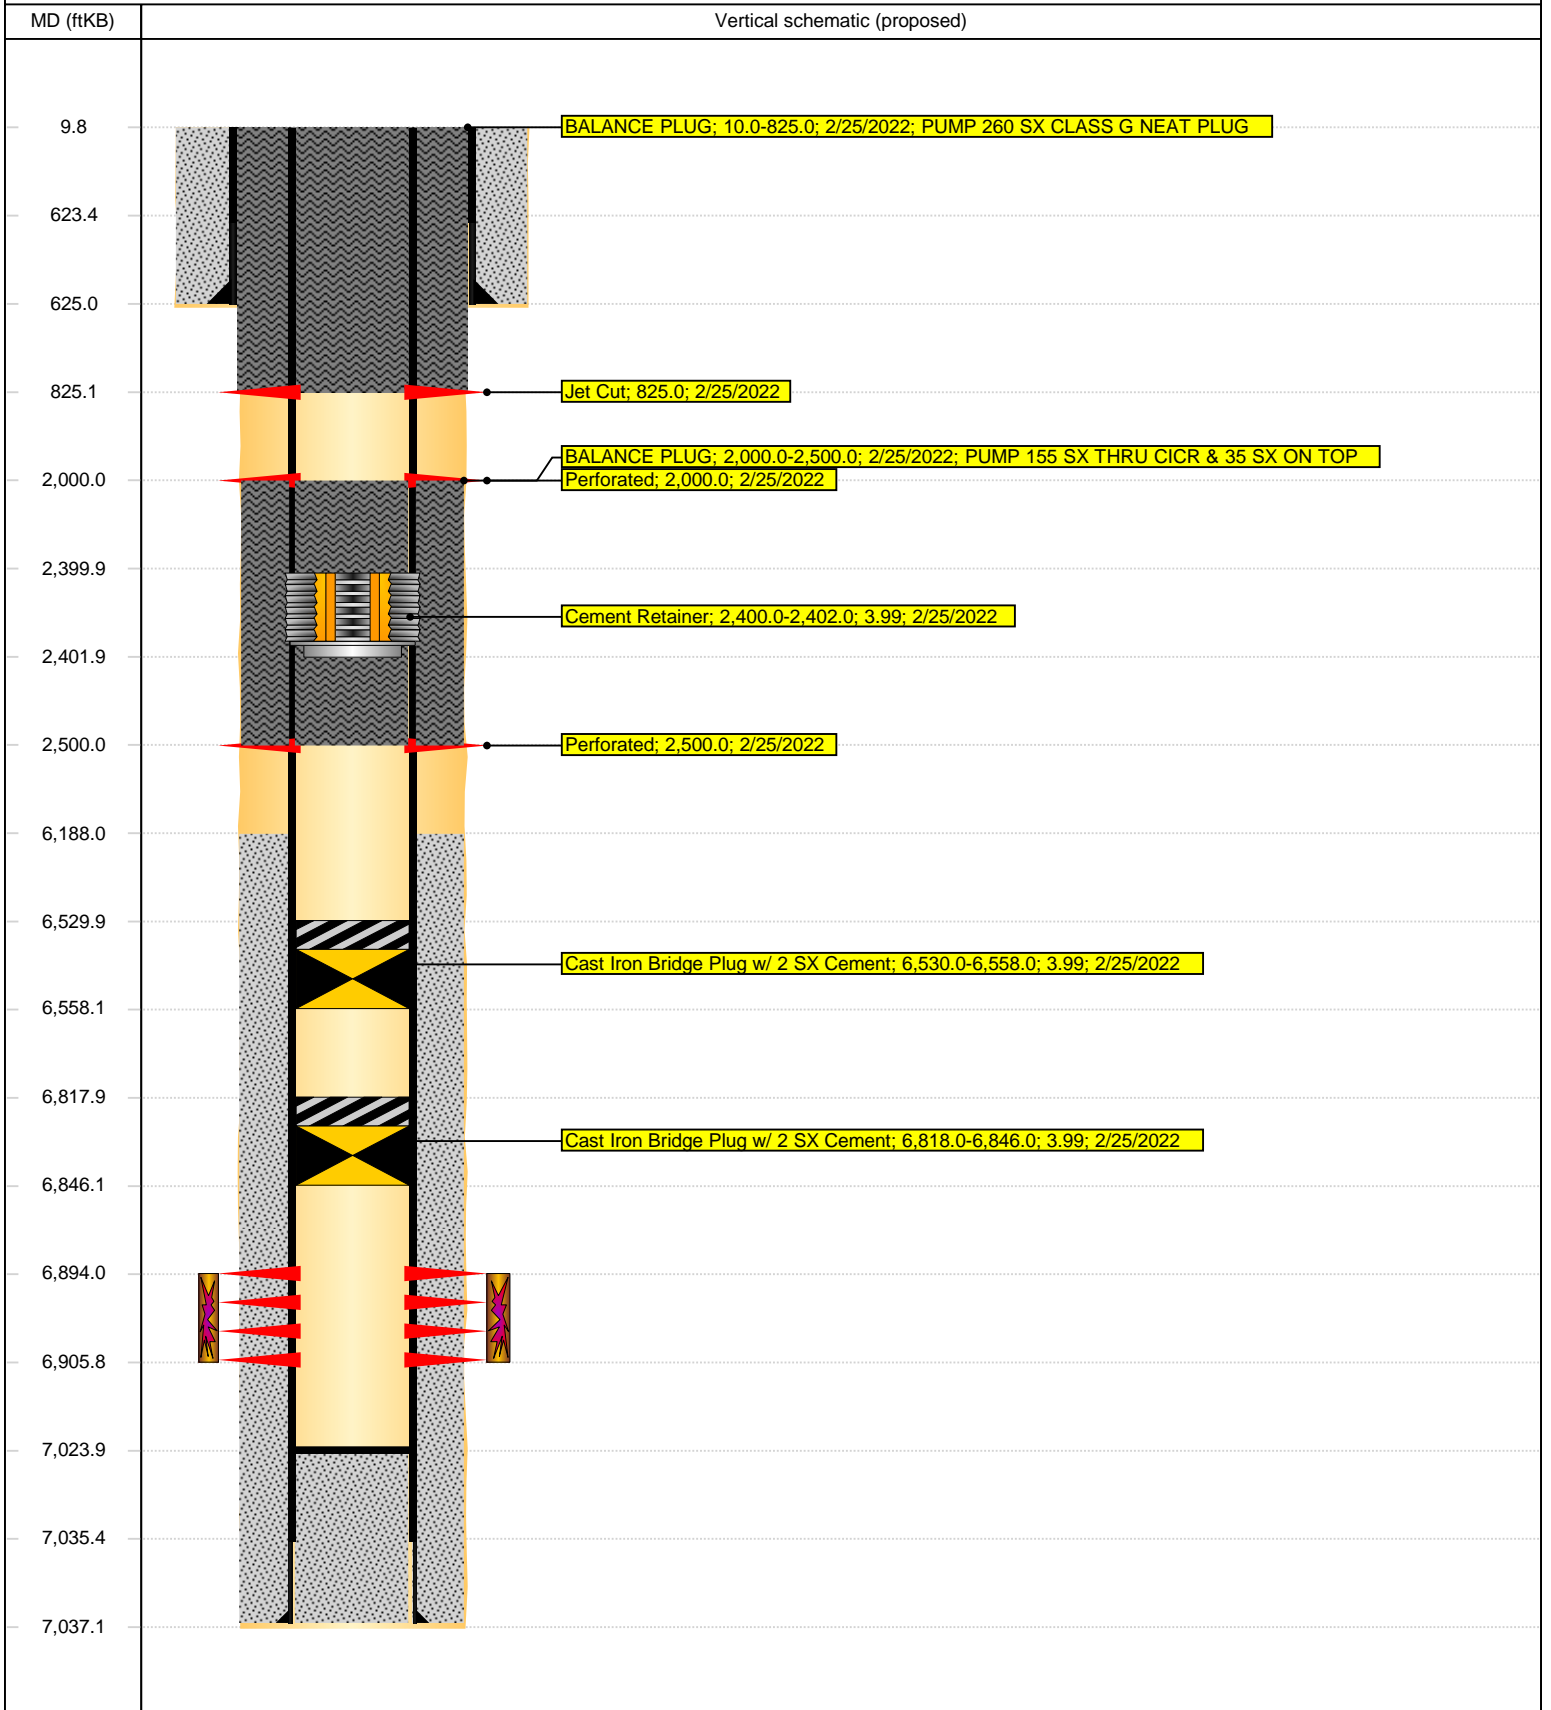 MD (ftKB)
Vertical schematic (proposed)
9.8
BALANCE PLUG; 10.0-825.0; 2/25/2022; PUMP 260 SX CLASS G NEAT PLUG
623.4
625.0
825.1
Jet Cut; 825.0; 2/25/2022
BALANCE PLUG; 2,000.0-2,500.0; 2/25/2022; PUMP 155 SX THRU CICR & 35 SX ON TOP
2,000.0
Perforated; 2,000.0; 2/25/2022
2,399.9
Cement Retainer; 2,400.0-2,402.0; 3.99; 2/25/2022
2,401.9
2,500.0
Perforated; 2,500.0; 2/25/2022
6,188.0
6,529.9
Cast Iron Bridge Plug w/ 2 SX Cement; 6,530.0-6,558.0; 3.99; 2/25/2022
6,558.1
6,817.9
Cast Iron Bridge Plug w/ 2 SX Cement; 6,818.0-6,846.0; 3.99; 2/25/2022
6,846.1
6,894.0
6,905.8
7,023.9
7,035.4
7,037.1